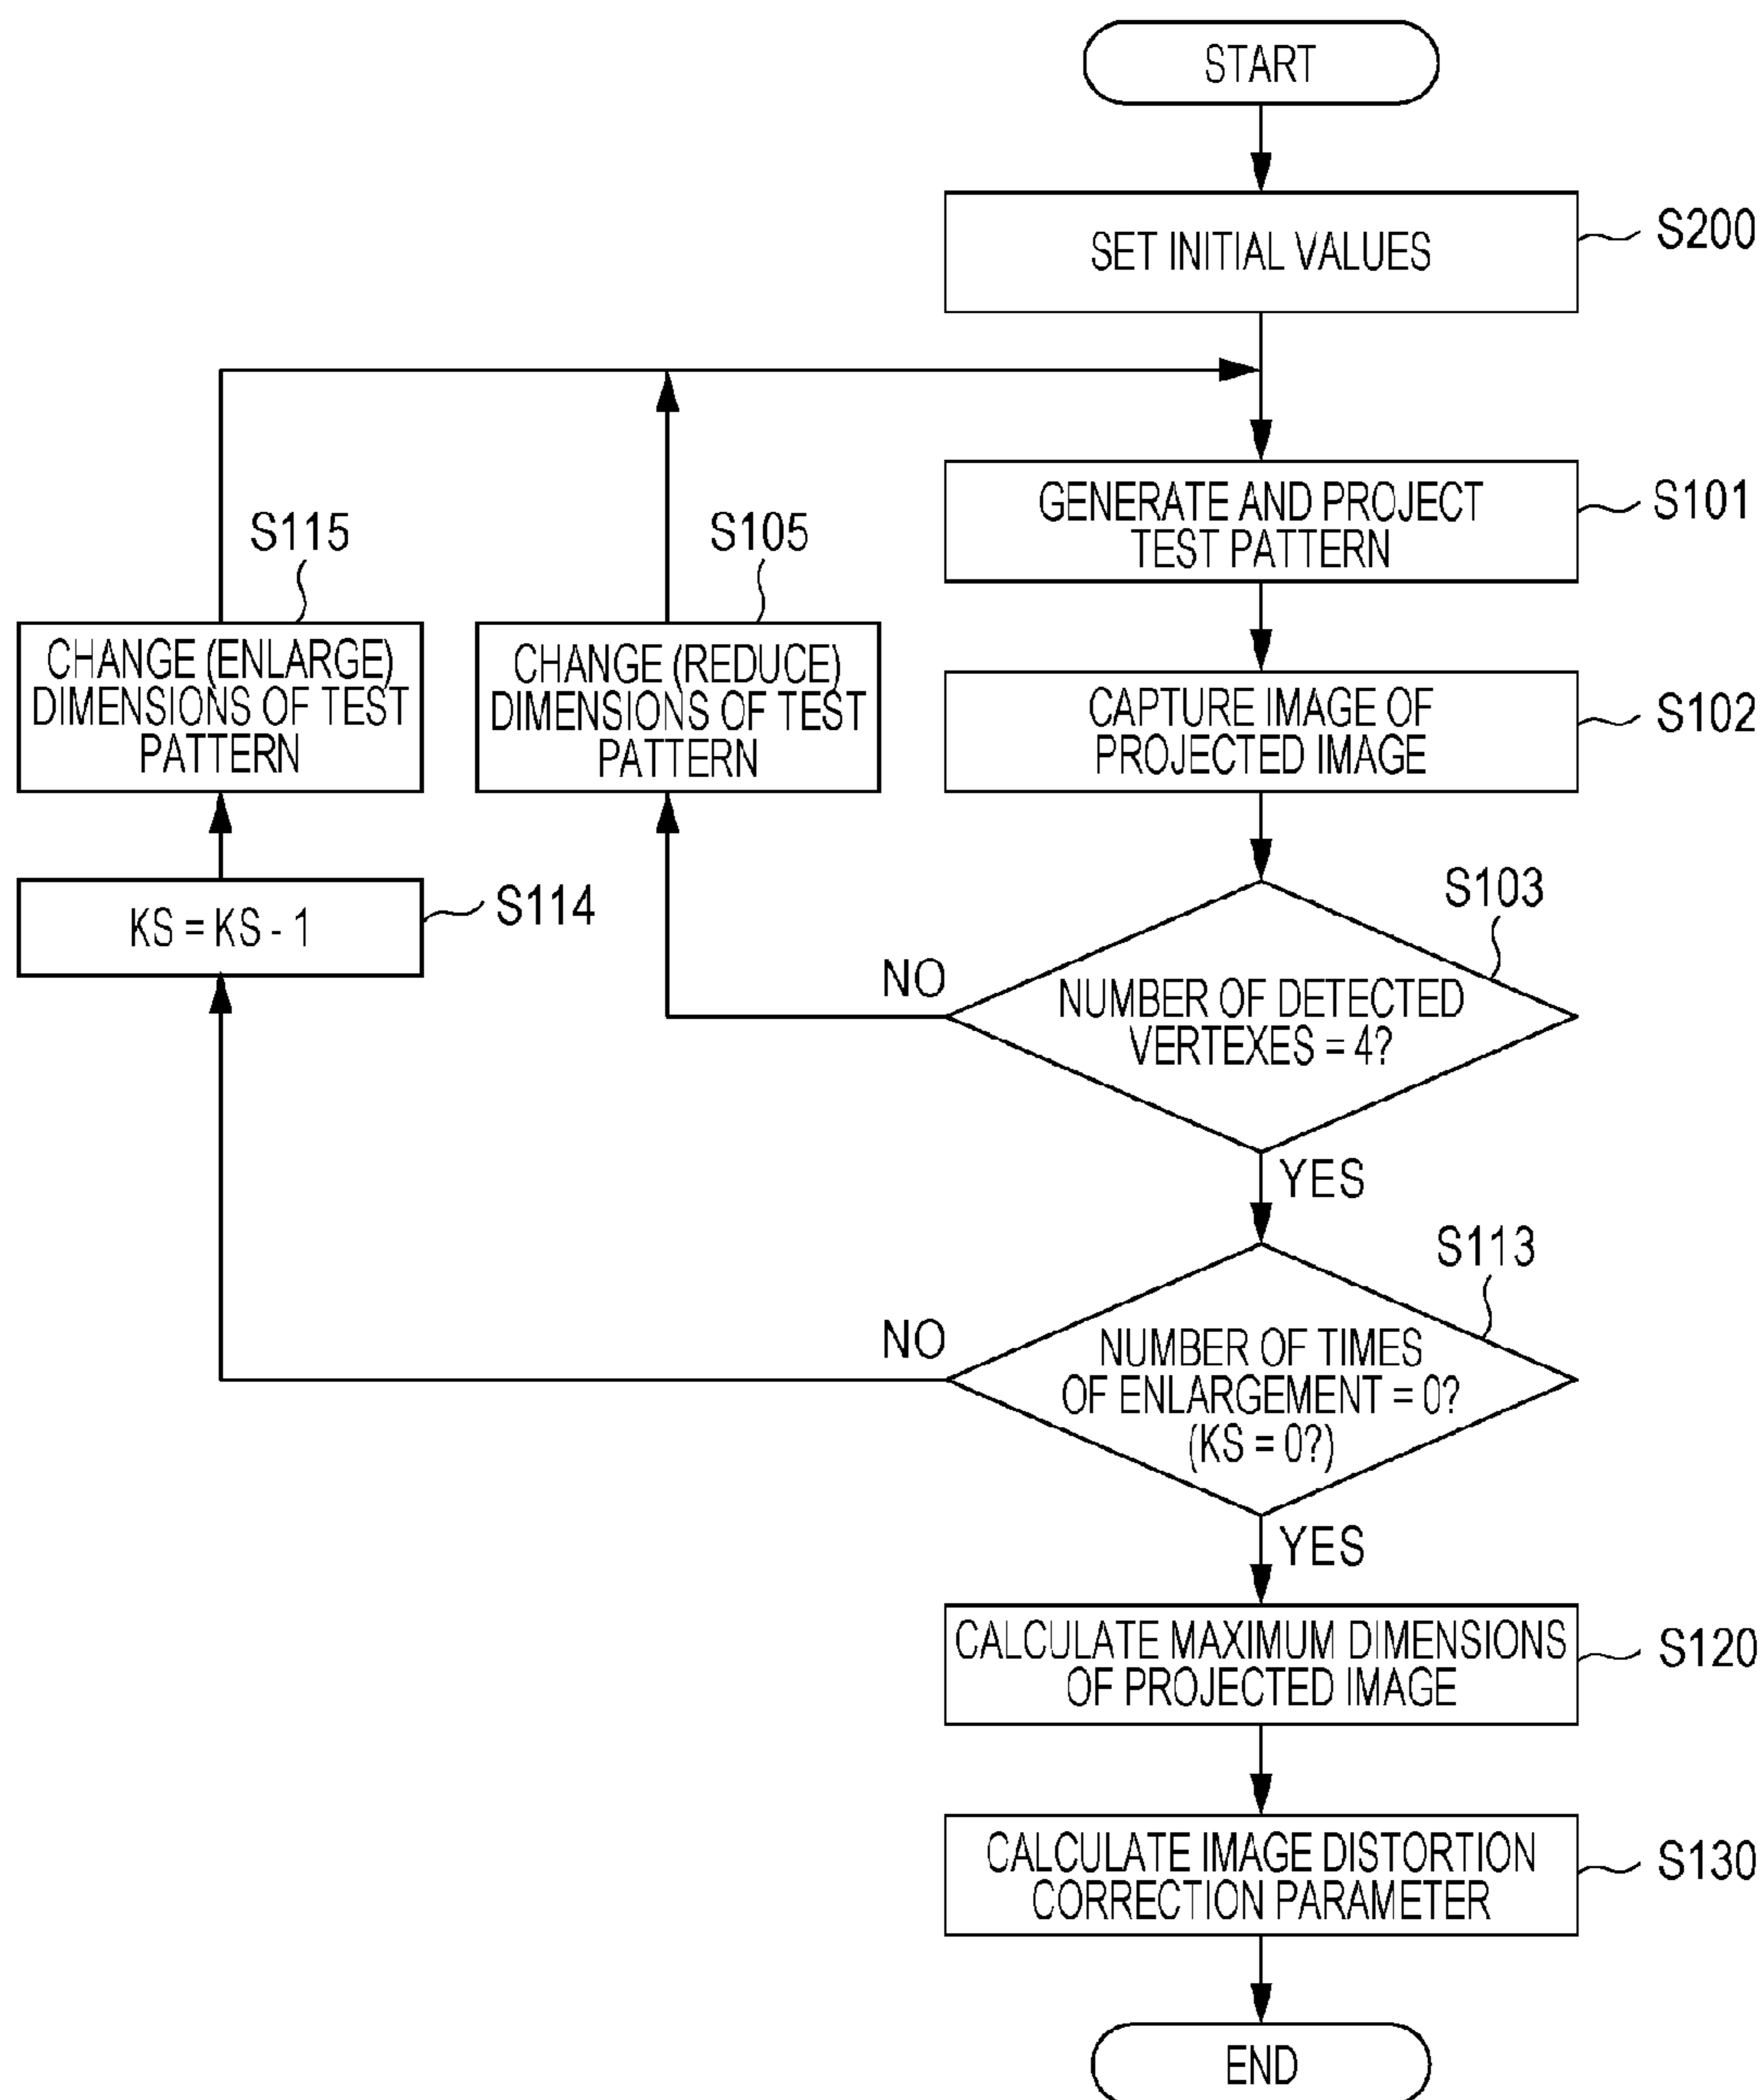 START
SET INITIAL VALUES
S200
GENERATE AND PROJECT
TEST PATTERN
S101
S115
CHANGE (ENLARGE)
DIMENSIONS OF TEST
PATTERN
S105
CHANGE (REDUCE)
DIMENSIONS OF TEST
PATTERN
CAPTURE IMAGE OF
PROJECTED IMAGE
S102
KS = KS - 1
S114
S103
NO
NUMBER OF DETECTED
VERTEXES = 4?
YES
S113
NO
NUMBER OF TIMES
OF ENLARGEMENT = 0?
(KS = 0?)
YES
CALCULATE MAXIMUM DIMENSIONS
OF PROJECTED IMAGE
S120
CALCULATE IMAGE DISTORTION
CORRECTION PARAMETER
S130
END